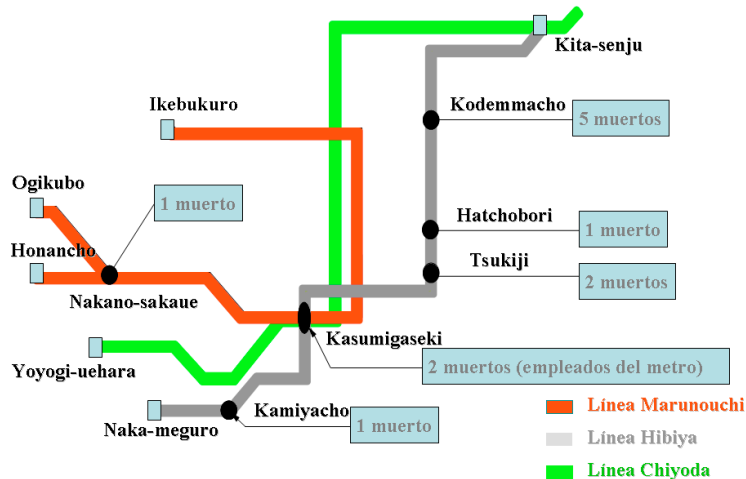 Kita-senju
Ikebukuro
Kodemmacho
5 muertos
Ogikubo
1 muerto
Hatchobori
1 muerto
Honancho
Tsukiji
2 muertos
Nakano-sakaue
Kasumigaseki
2 muertos (empleados del metro)
Yoyogi-uehara
Kamiyacho
Naka-meguro
1 muerto
Línea Marunouchi
Línea Hibiya
Línea Chiyoda